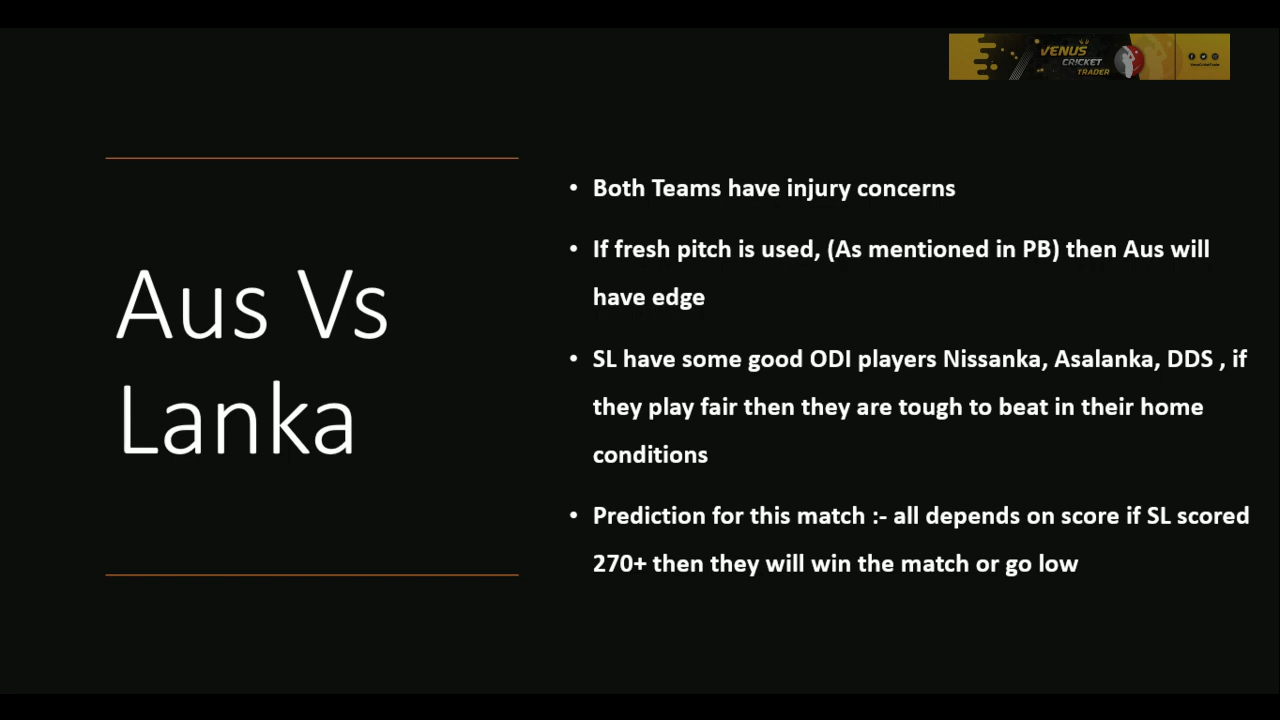 VENUS
CRICKET
TRADER
Aus Vs
Lanka
• Both Teams have injury concerns
• If fresh pitch is used, (As mentioned in PB) then Aus will
have edge
• SL have some good ODI players Nissanka, Asalanka, DDS , if
they play fair then they are tough to beat in their home
conditions
• Prediction for this match :- all depends on score if SL scored
270+ then they will win the match or go low